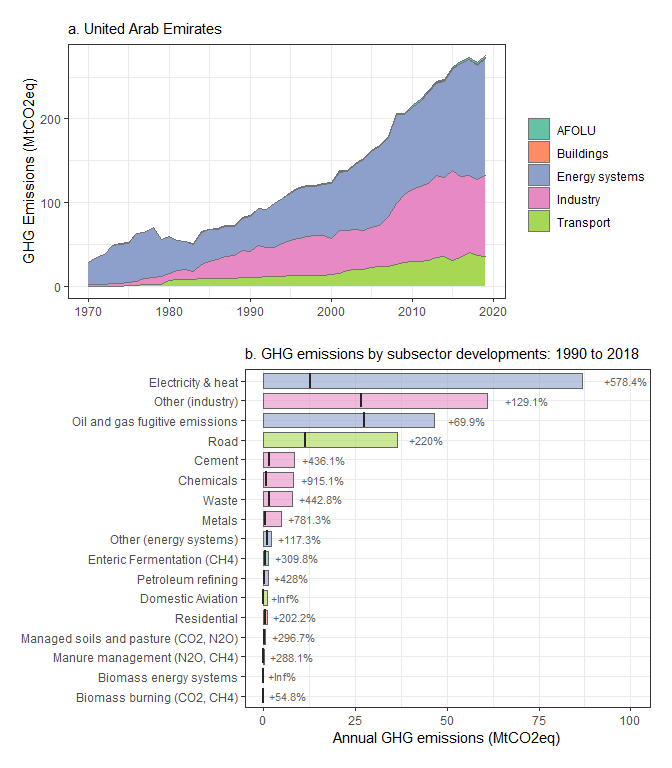 a. United Arab Emirates
GHG Emissions (MtCO2eq)
200
100
0
1970
1980
1990
2000
2010
2020
AFOLU
Buildings
Energy systems
Industry
Transport
b. GHG emissions by subsector developments: 1990 to 2018
Electricity & heat
+578.4%
Other (industry)
+129.1%
Oil and gas fugitive emissions
+69.9%
Road
+220%
Cement
+436.1%
Chemicals
+915.1%
Waste
+442.8%
Metals
+781.3%
Other (energy systems)
+117.3%
Enteric Fermentation (CH4)
+309.8%
Petroleum refining
+428%
Domestic Aviation
+Inf%
Residential
+202.2%
Managed soils and pasture (CO2, N2O)
+296.7%
Manure management (N2O, CH4)
+288.1%
Biomass energy systems
+Inf%
Biomass burning (CO2, CH4)
+54.8%
0
25
50
75
100
Annual GHG emissions (MtCO2eq)